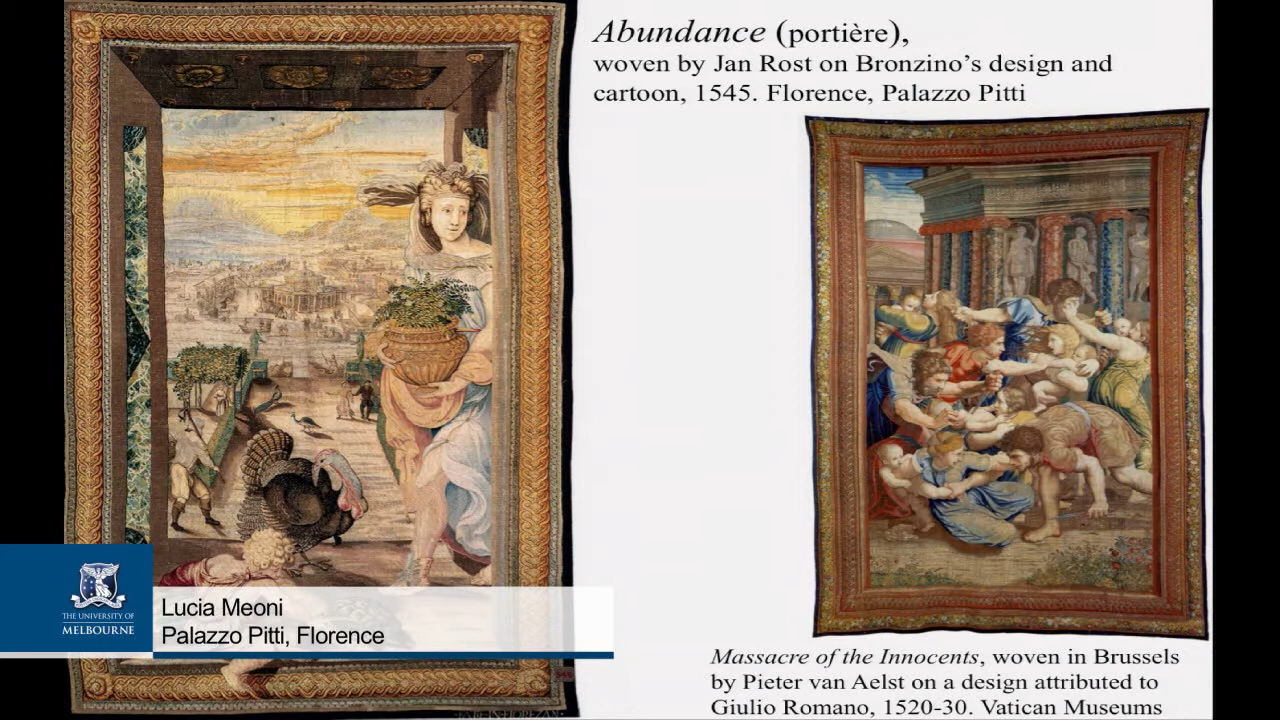 Abundance (portière),
woven by Jan Rost on Bronzino's design and
cartoon, 1545. Florence, Palazzo Pitti
THE UNIVERSITY OF
MELBOURNE
Lucia Meoni
Palazzo Pitti, Florence
Massacre of the Innocents, woven in Brussels
by Pieter van Aelst on a design attributed to
Giulio Romano, 1520-30. Vatican Museums